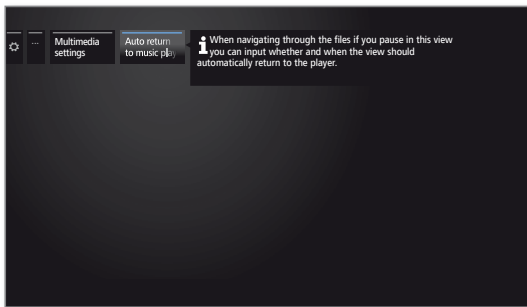 ...
Multimedia
settings
Auto return
to music play
i When navigating through the files if you pause in this view
you can input whether and when the view should
automatically return to the player.